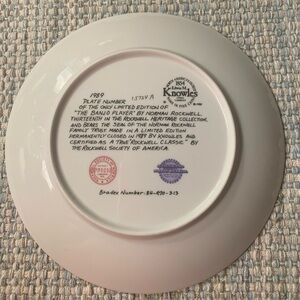 1989
PLATE NUMBER 15724 A
OF THE ONLY LIMITED EDITION OF
"THE BANJO PLAYER" BY NORMAN ROCKWELL.
THIRTEENTH IN THE ROCKWELL HERITAGE COLLECTION,
AND BEARS THE SEAL OF THE NORMAN ROCKWELL
FAMILY TRUST. MADE IN A LIMITED EDITION
PERMANENTLY CLOSED IN 1989 BY KNOWLES AND
CERTIFIED AS A TRUE "ROCKWELL CLASSIC" BY
THE ROCKWELL SOCIETY OF AMERICA.
Edwin M.
Knowles
Bradex Number: 84-K70-3.13